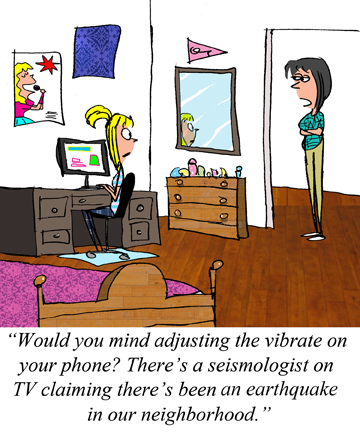 “Would you mind adjusting the vibrate on
your phone? There’s a seismologist on
TV claiming there’s been an earthquake
in our neighborhood.”